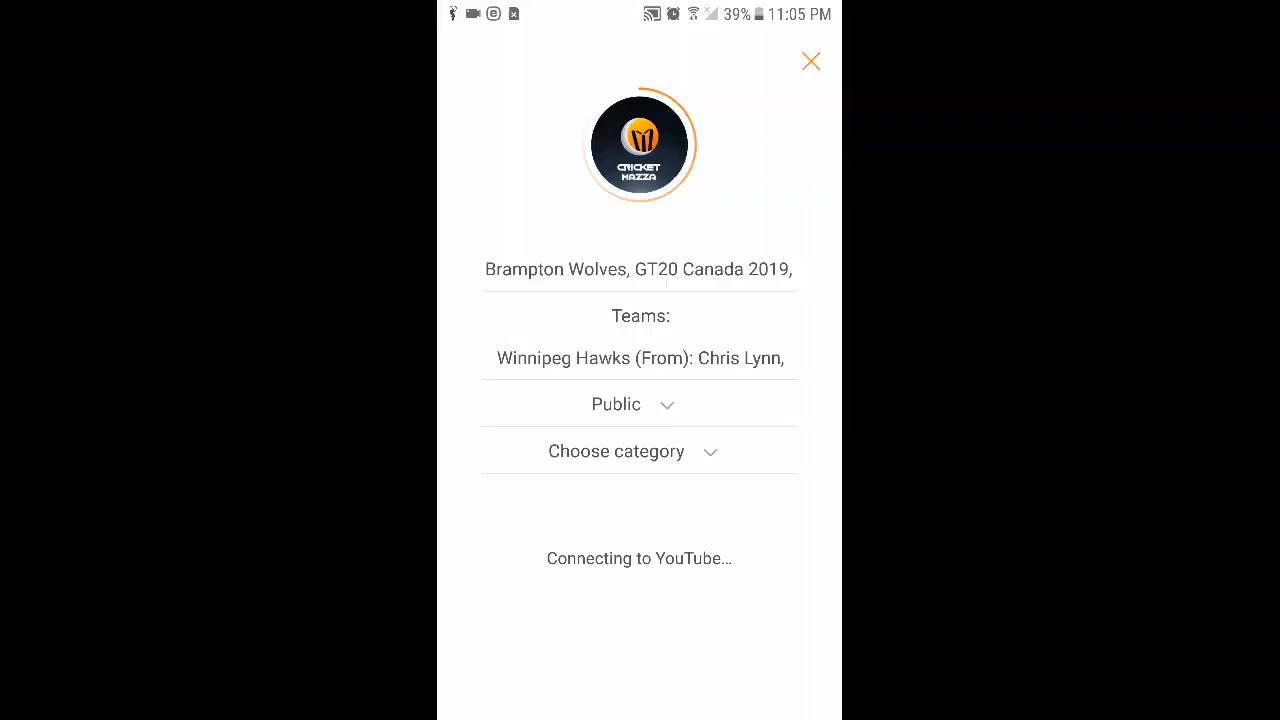 39% 11:05 PM
CRICKET
MAZZA
Brampton Wolves, GT20 Canada 2019,
Teams:
Winnipeg Hawks (From): Chris Lynn,
Public
Choose category
Connecting to YouTube...